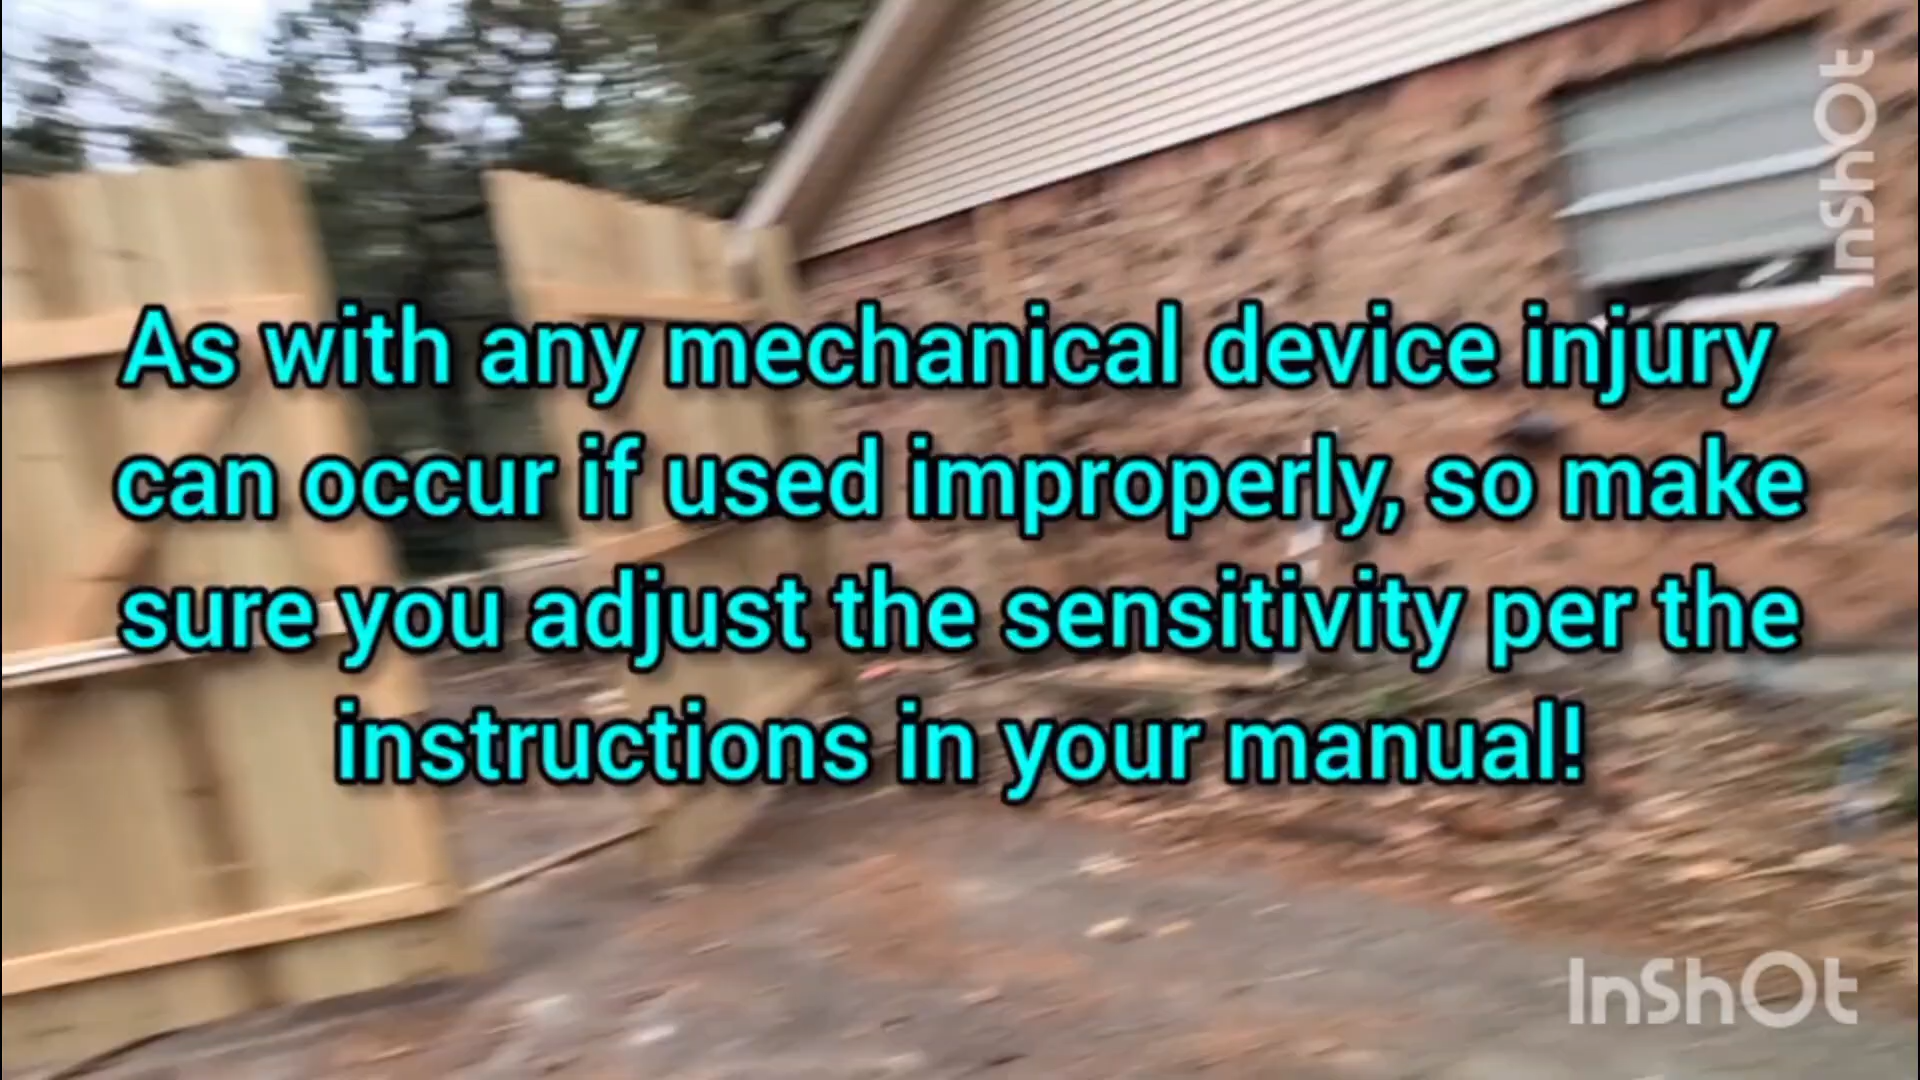 InShOt
As with any mechanical device injury
can occur if used improperly, so make
sure you adjust the sensitivity per the
instructions in your manual!
InShOt